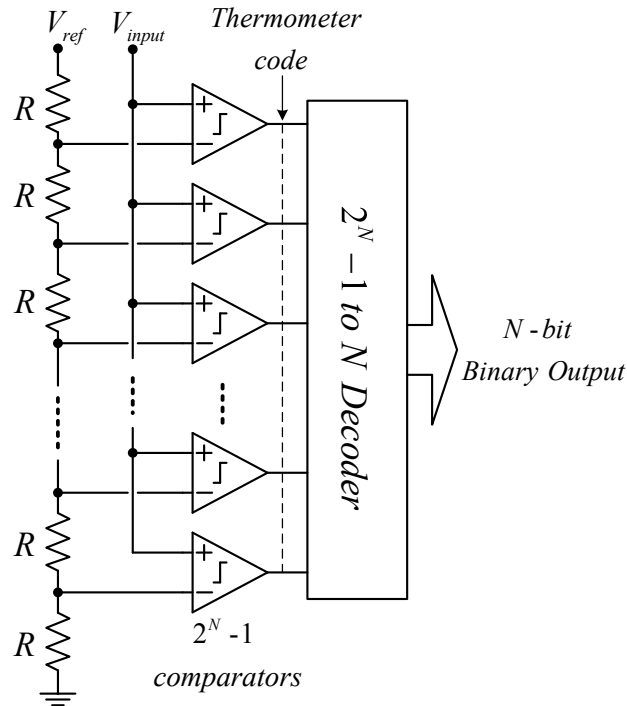 V_ref
V_input
Thermometer
code
R
+
−
R
+
−
R
+
−
+
−
R
+
−
R
2^N -1
comparators
2^N −1 to N Decoder
N -bit
Binary Output